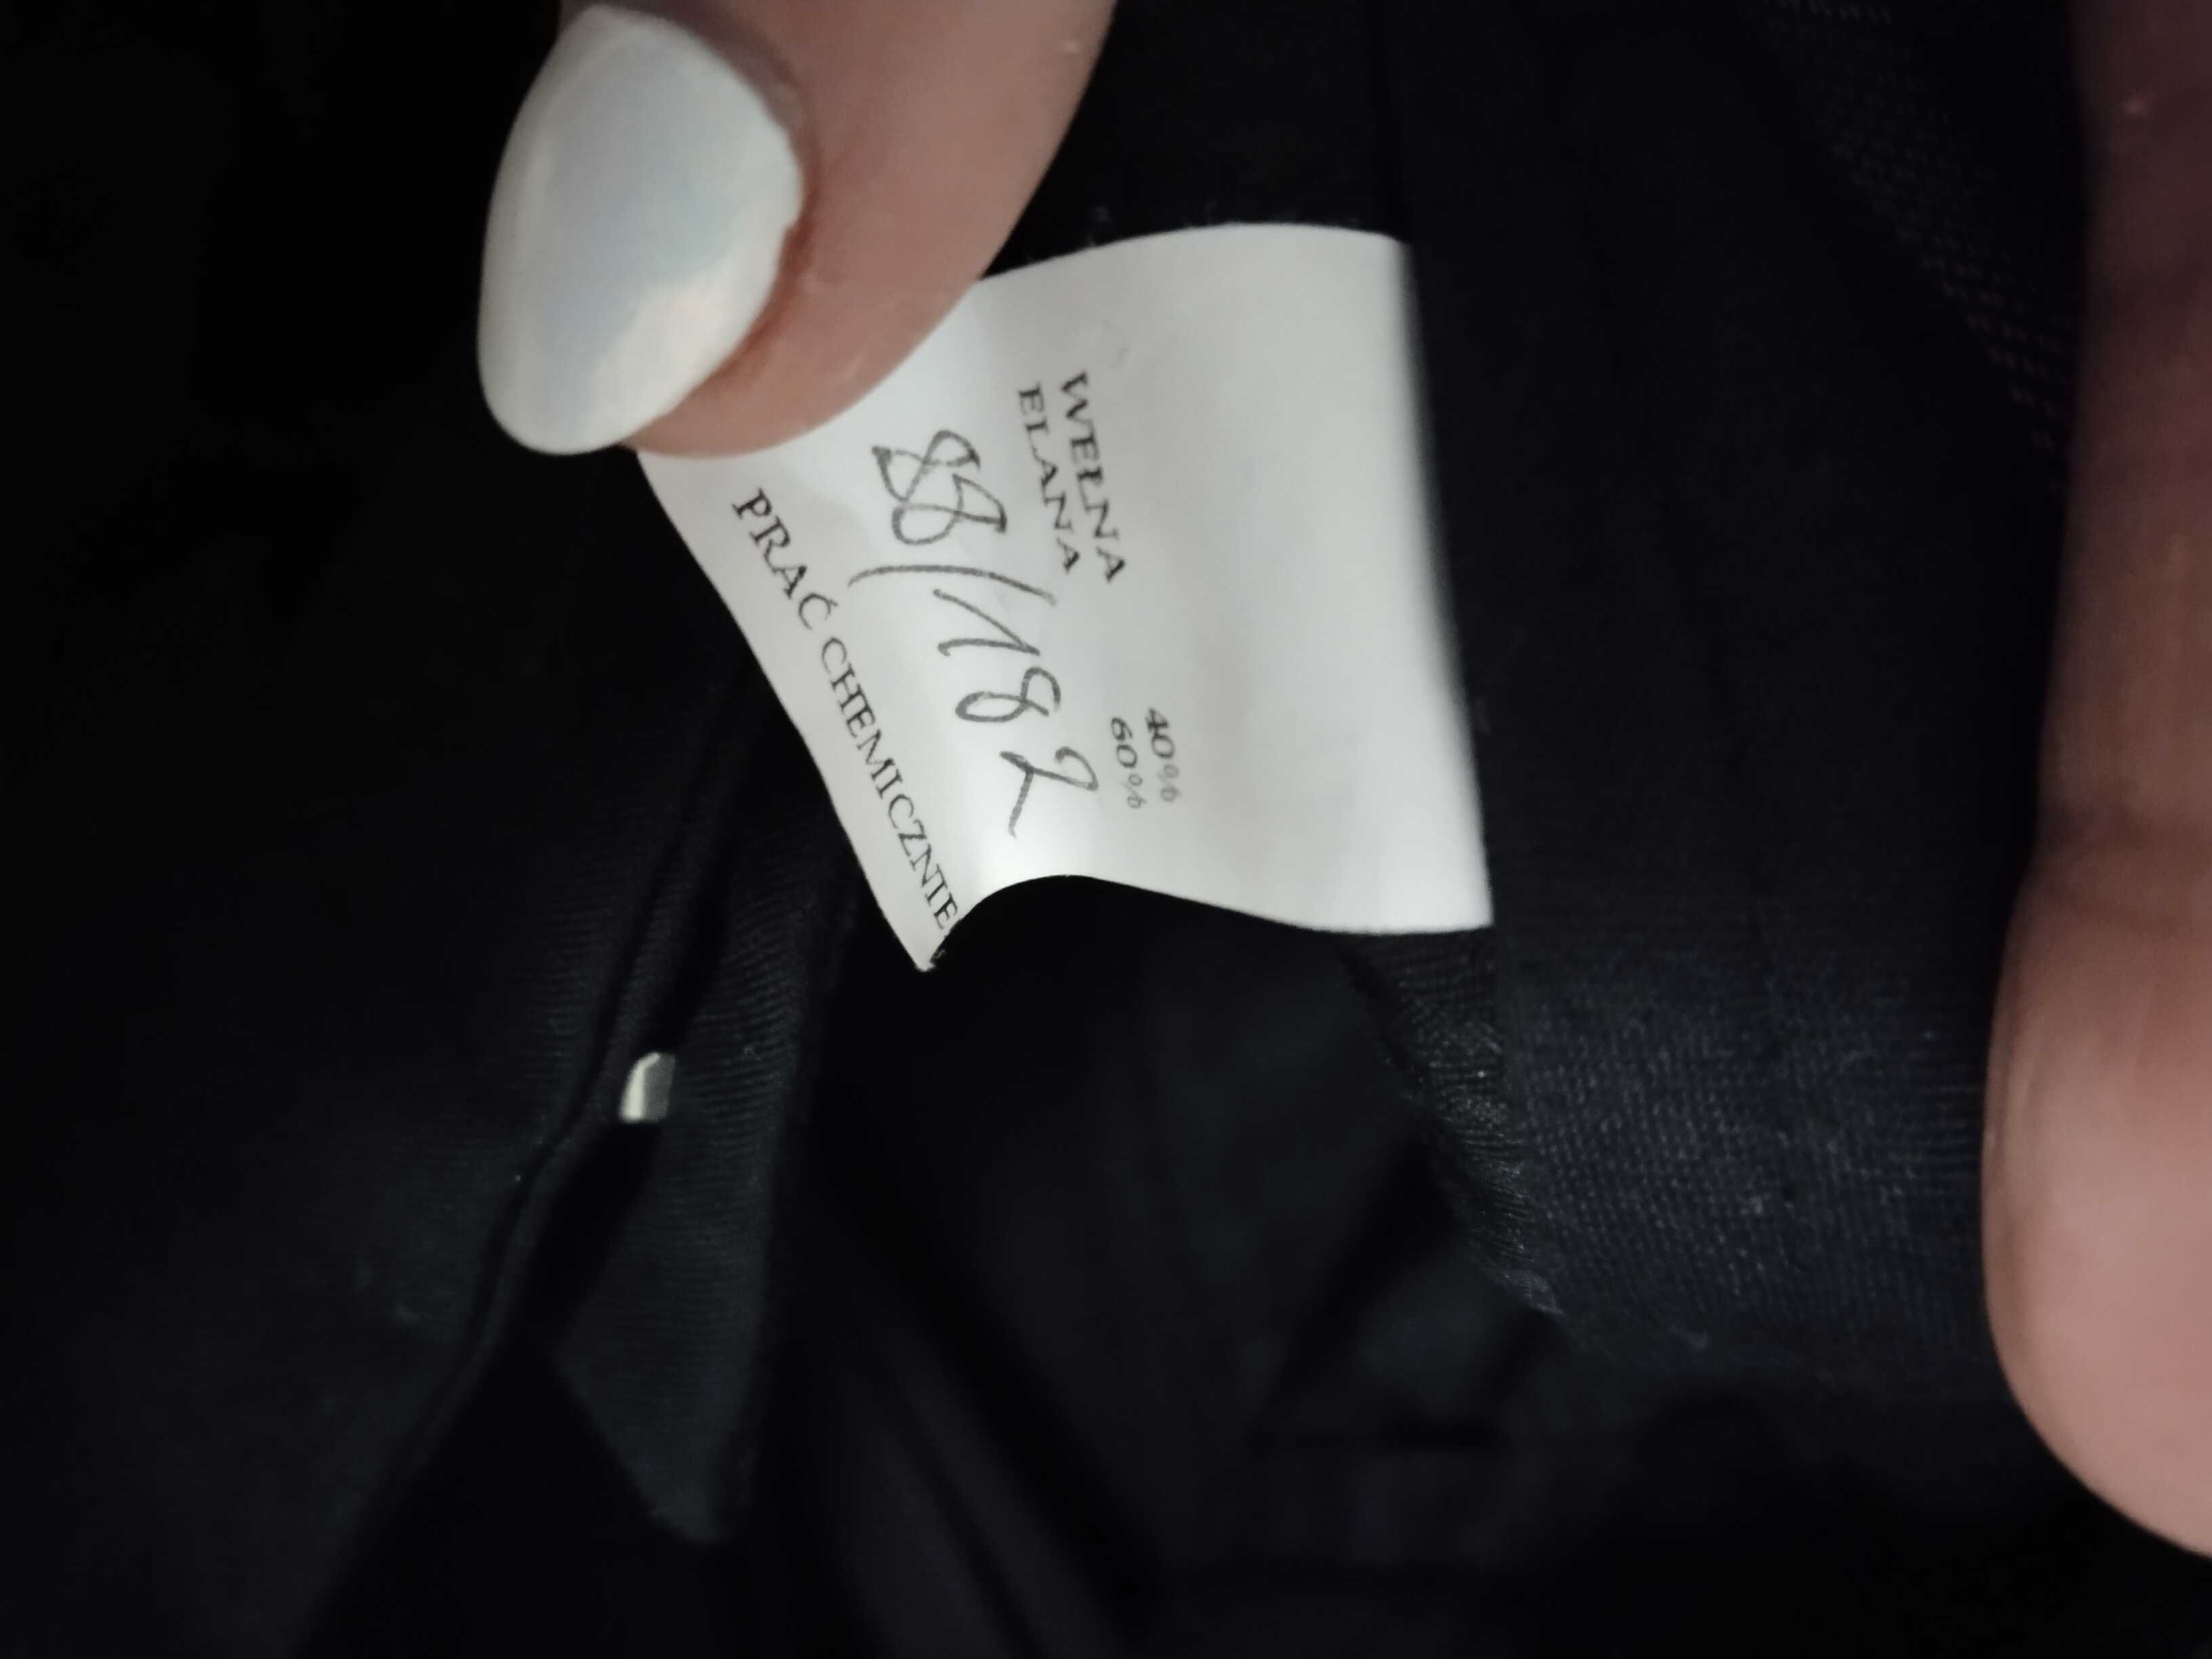 WEŁNA 40%
ELANA 60%
88/182
PRAĆ CHEMICZNIE